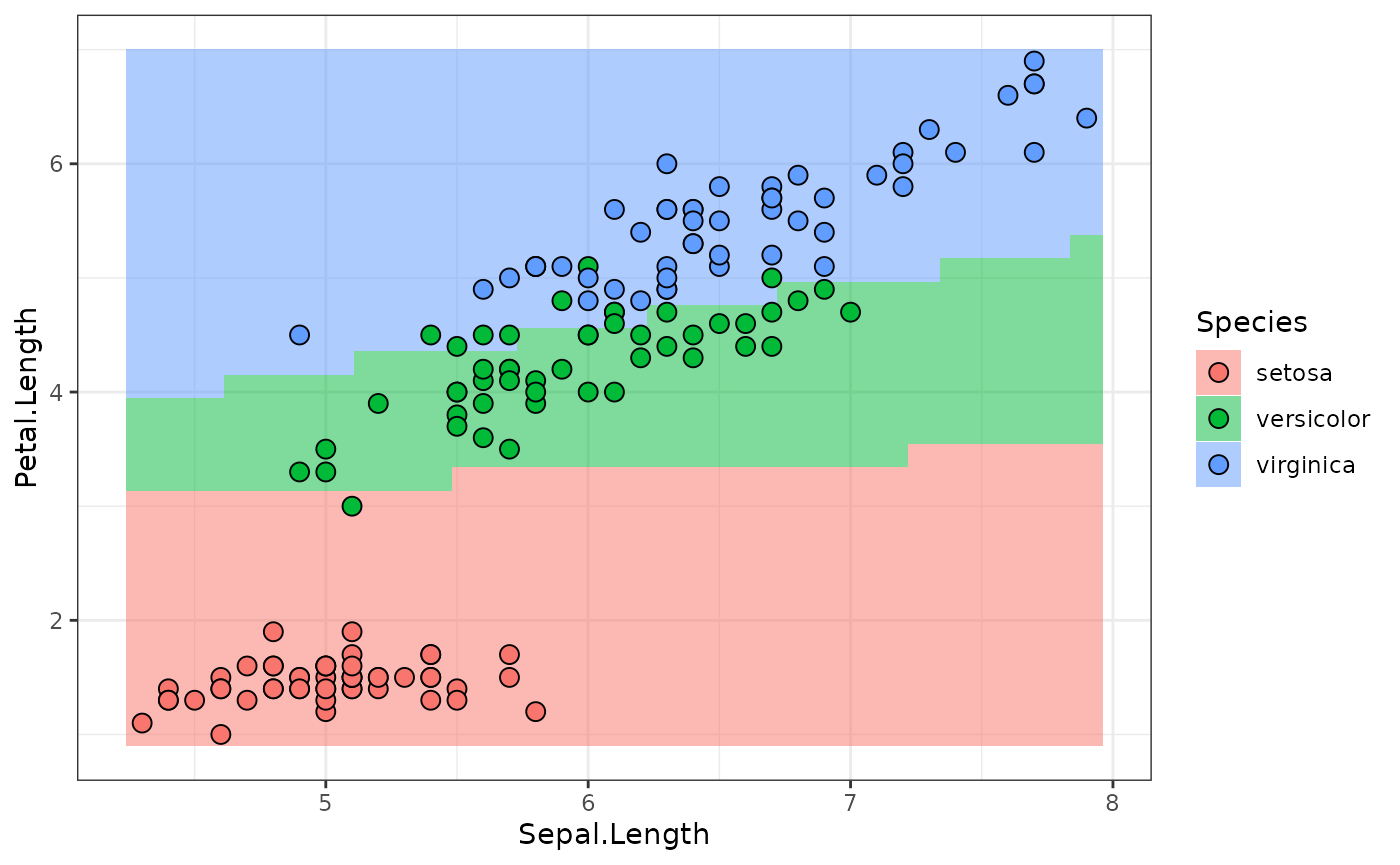 Petal.Length
6
4
2
5 6 7 8
Sepal.Length
Species
setosa
versicolor
virginica